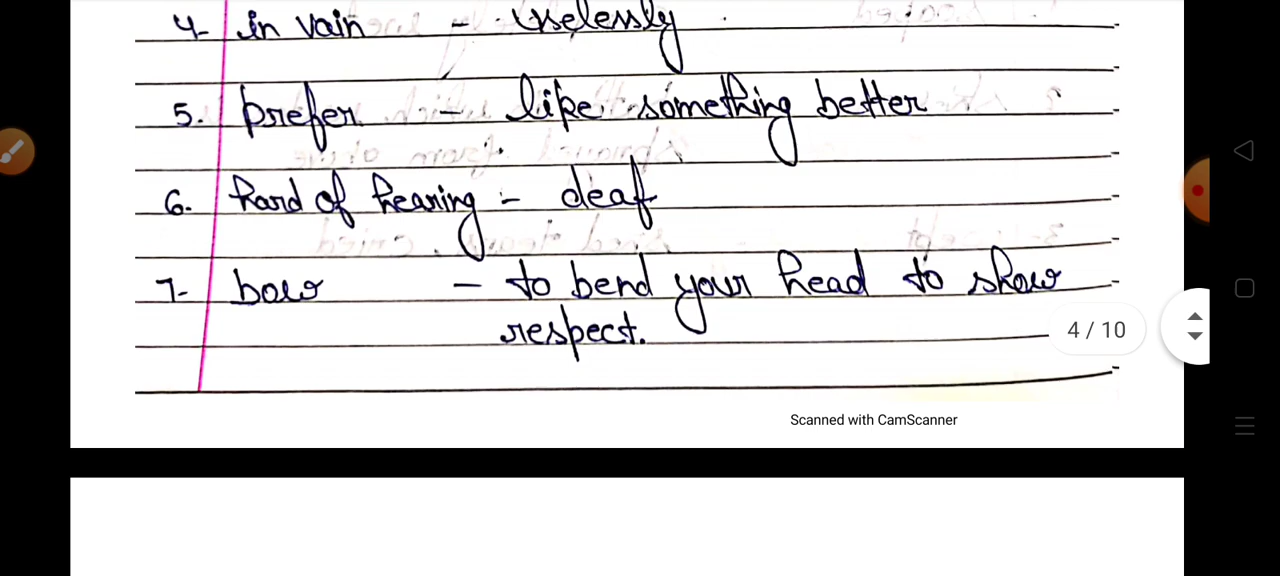 4- in vain - uselessly
5. prefer - like something better
6. hard of hearing - deaf
7- bow - to bend your head to show
respect.
4 / 10
Scanned with CamScanner